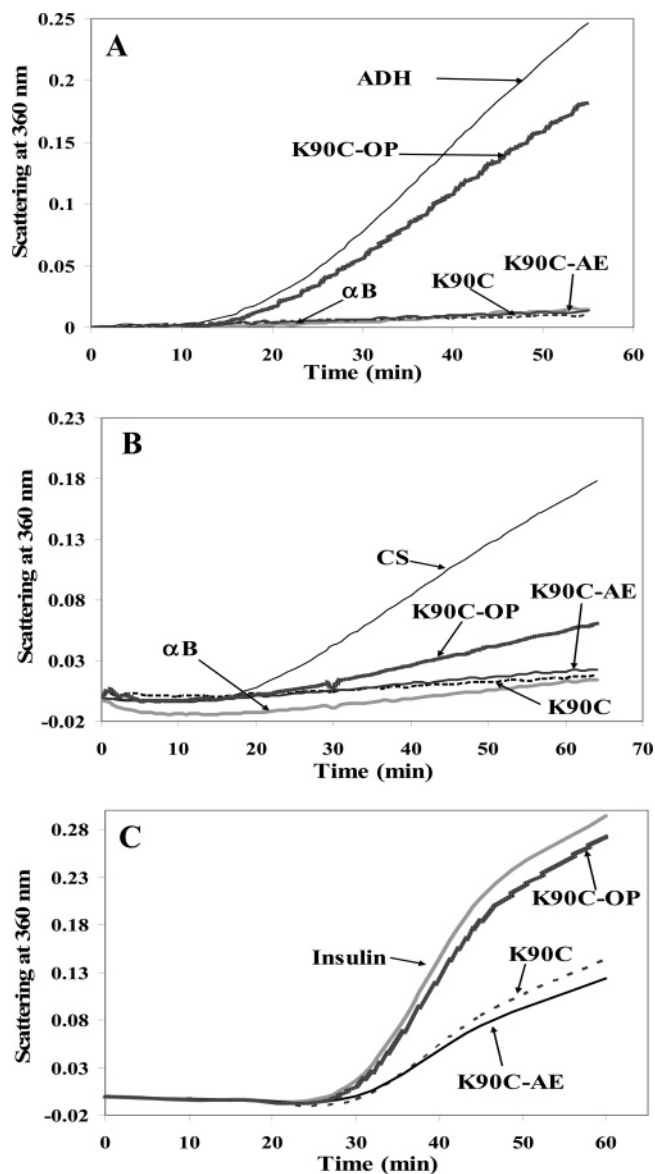 A
Scattering at 360 nm
0.25
0.2
0.15
0.1
0.05
0
ADH
K90C-OP
αB
K90C
K90C-AE
0 10 20 30 40 50 60
Time (min)
B
Scattering at 360 nm
0.23
0.18
0.13
0.08
0.03
-0.02
CS
K90C-OP
K90C-AE
αB
K90C
0 10 20 30 40 50 60 70
Time (min)
C
Scattering at 360 nm
0.28
0.23
0.18
0.13
0.08
0.03
-0.02
Insulin
K90C-OP
K90C
K90C-AE
0 10 20 30 40 50 60
Time (min)